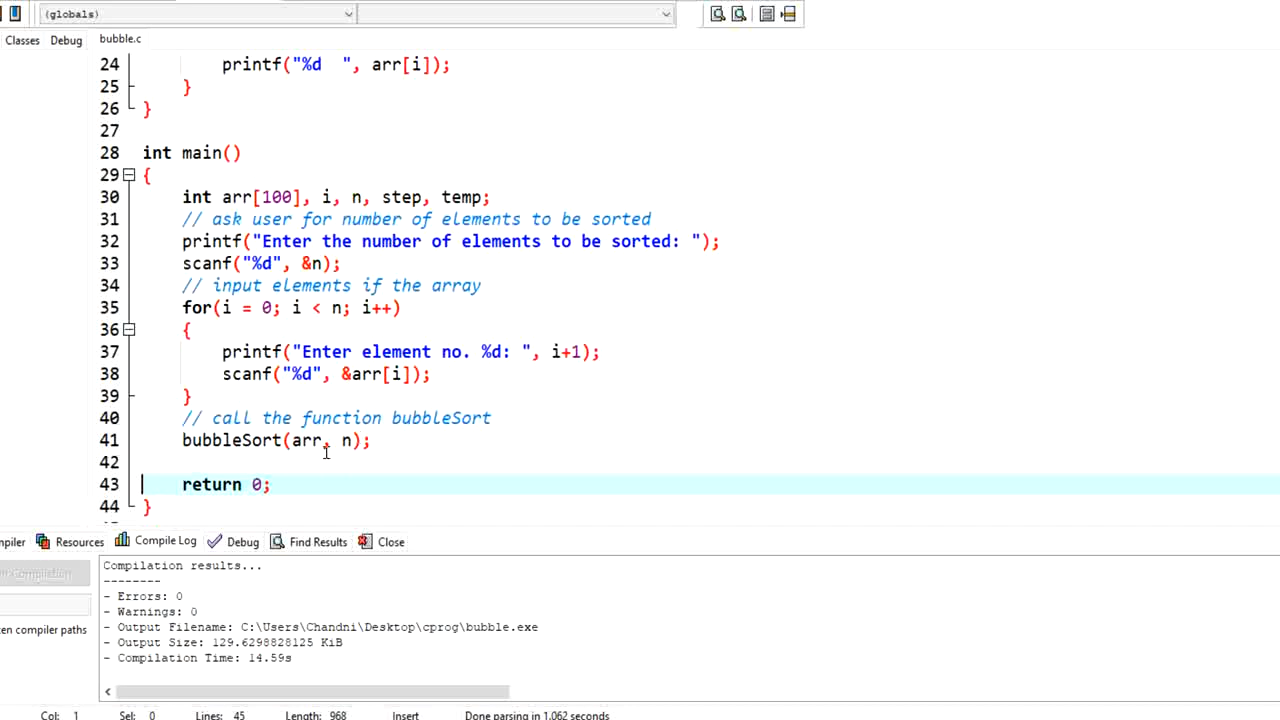 (globals)
Classes Debug bubble.c
24 printf("%d  ", arr[i]);
25 }
26 }
27
28 int main()
29 {
30 int arr[100], i, n, step, temp;
31 // ask user for number of elements to be sorted
32 printf("Enter the number of elements to be sorted: ");
33 scanf("%d", &n);
34 // input elements if the array
35 for(i = 0; i < n; i++)
36 {
37 printf("Enter element no. %d: ", i+1);
38 scanf("%d", &arr[i]);
39 }
40 // call the function bubbleSort
41 bubbleSort(arr, n);
42
43 return 0;
44 }
mpiler Resources Compile Log Debug Find Results Close
Compilation results...
--------
- Errors: 0
- Warnings: 0
- Output Filename: C:\Users\Chandni\Desktop\cprog\bubble.exe
- Output Size: 129.6298828125 KiB
- Compilation Time: 14.59s
Compilation
en compiler paths
Col: 1 Sel: 0 Lines: 45 Length: 968 Insert Done parsing in 1.062 seconds